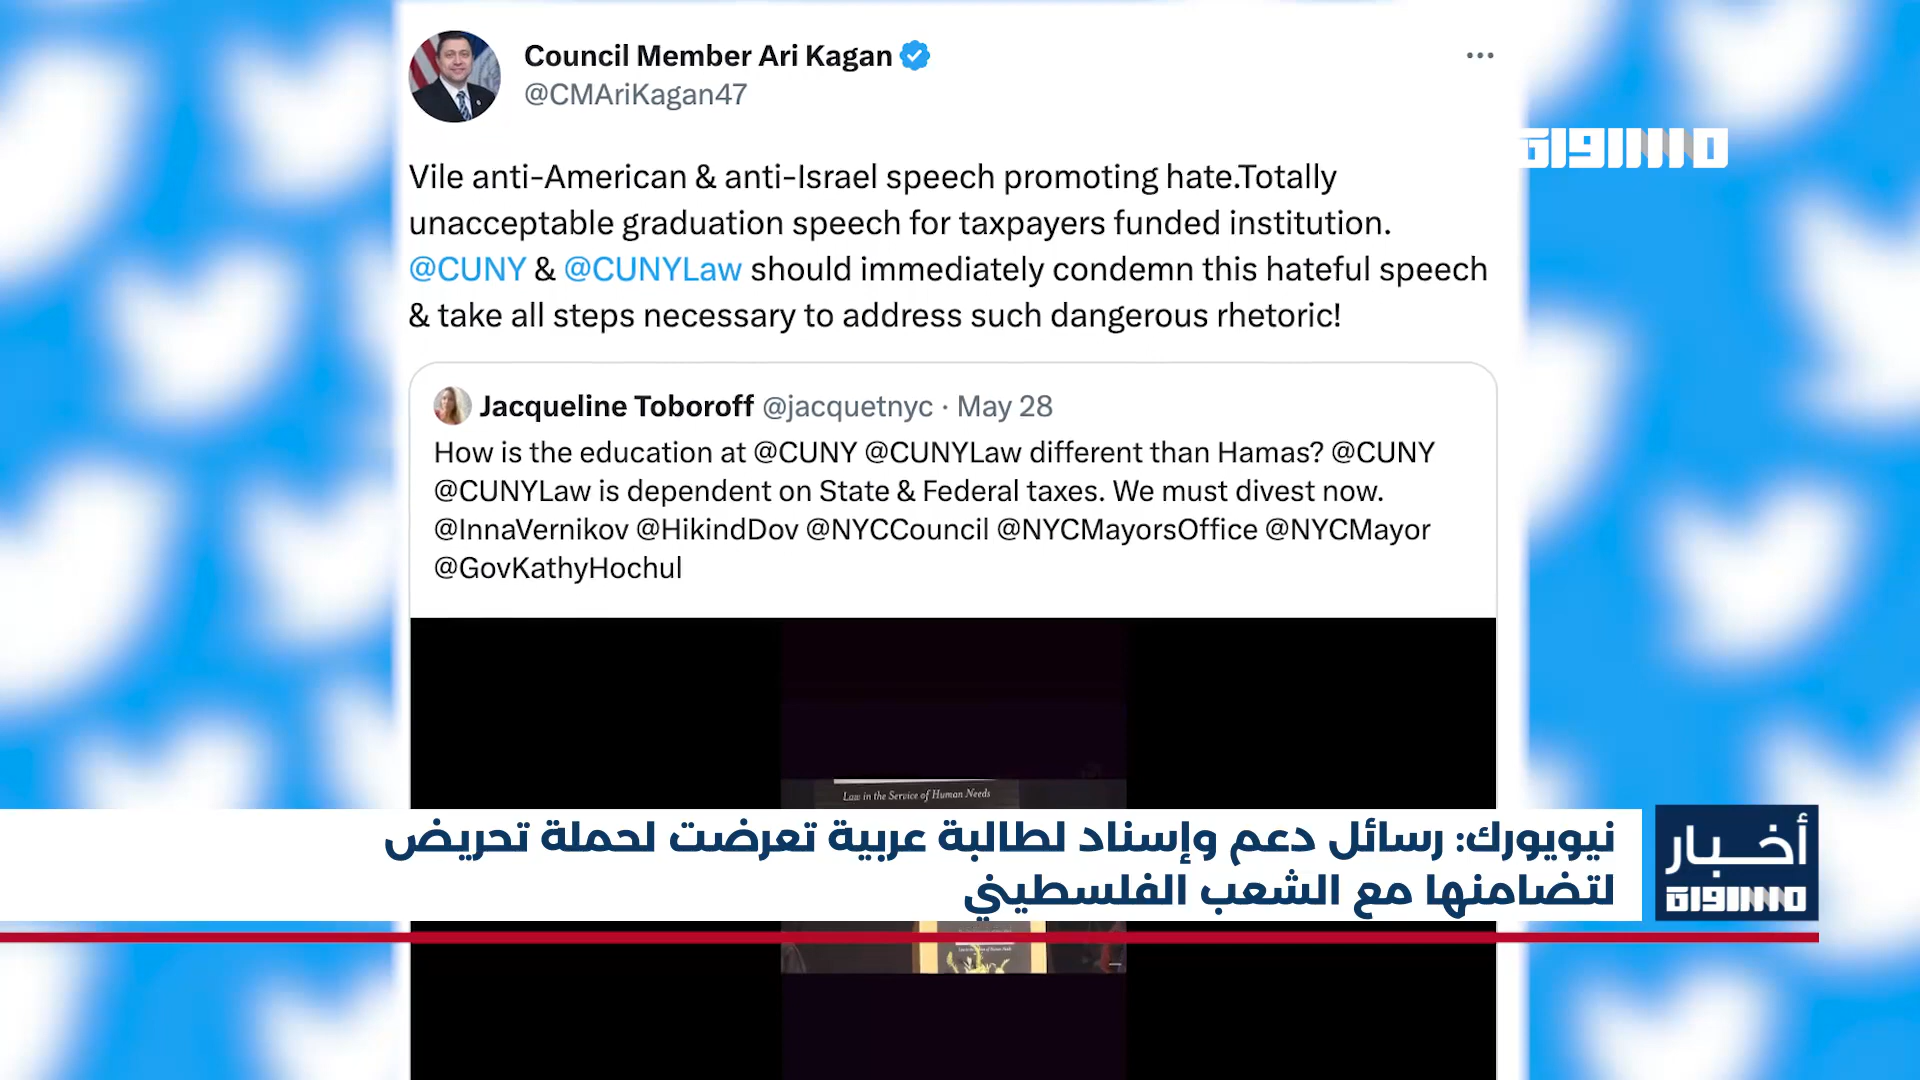 Council Member Ari Kagan
@CMAriKagan47
مساواة
Vile anti-American & anti-Israel speech promoting hate.Totally
unacceptable graduation speech for taxpayers funded institution.
@CUNY & @CUNYLaw should immediately condemn this hateful speech
& take all steps necessary to address such dangerous rhetoric!
Jacqueline Toboroff @jacquetnyc · May 28
How is the education at @CUNY @CUNYLaw different than Hamas? @CUNY
@CUNYLaw is dependent on State & Federal taxes. We must divest now.
@InnaVernikov @HikindDov @NYCCouncil @NYCMayorsOffice @NYCMayor
@GovKathyHochul
Law in the Service of Human Needs
نيويورك: رسائل دعم وإسناد لطالبة عربية تعرضت لحملة تحريض
لتضامنها مع الشعب الفلسطيني
أخبار
مساواة